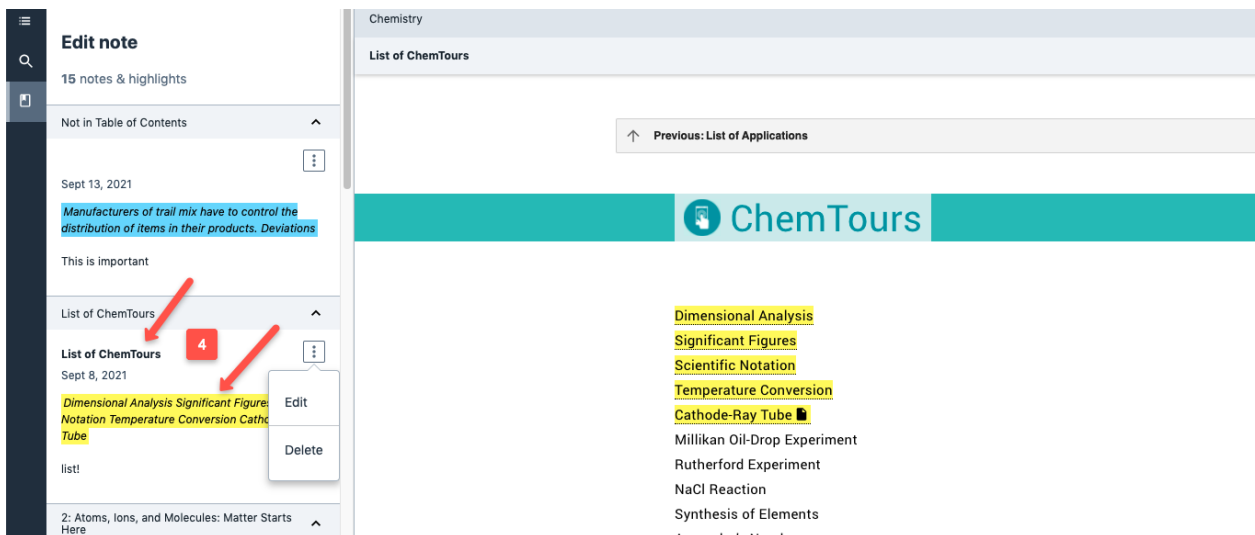 Edit note
15 notes & highlights
Not in Table of Contents
Sept 13, 2021
Manufacturers of trail mix have to control the
distribution of items in their products. Deviations
This is important
List of ChemTours
4
List of ChemTours
Sept 8, 2021
Dimensional Analysis Significant Figure
Notation Temperature Conversion Catho
Tube
Edit
Delete
list!
2: Atoms, Ions, and Molecules: Matter Starts
Here
Chemistry
List of ChemTours
Previous: List of Applications
ChemTours
Dimensional Analysis
Significant Figures
Scientific Notation
Temperature Conversion
Cathode-Ray Tube
Millikan Oil-Drop Experiment
Rutherford Experiment
NaCl Reaction
Synthesis of Elements